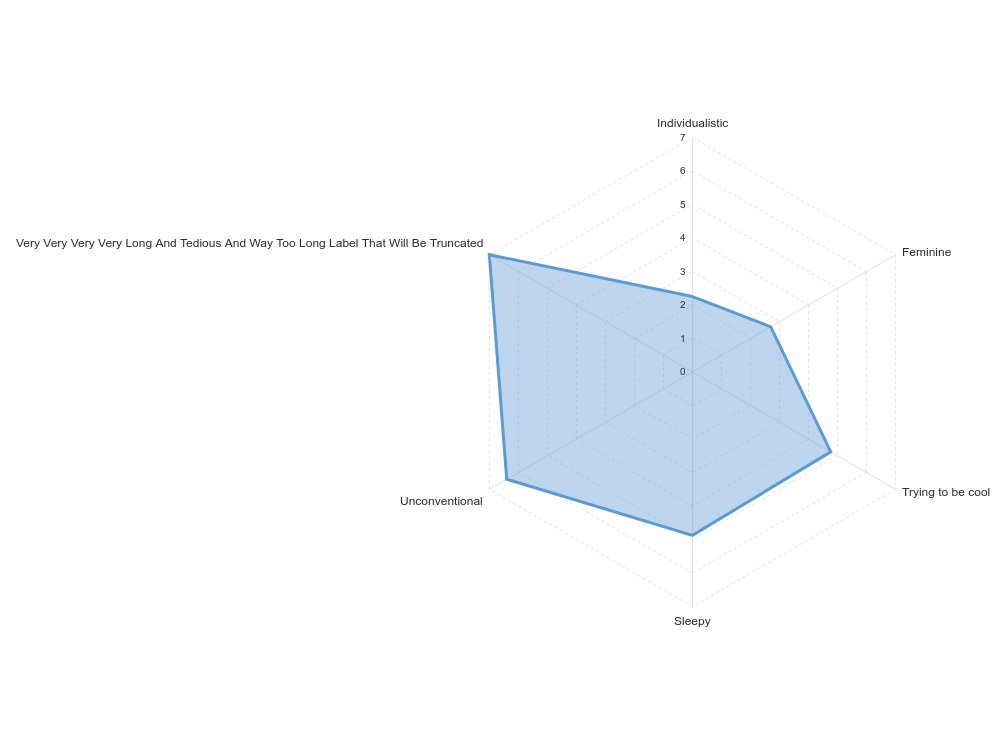 Individualistic
7
6
5
4
Very Very Very Very Long And Tedious And Way Too Long Label That Will Be Truncated
Feminine
3
2
1
0
Trying to be cool
Unconventional
Sleepy